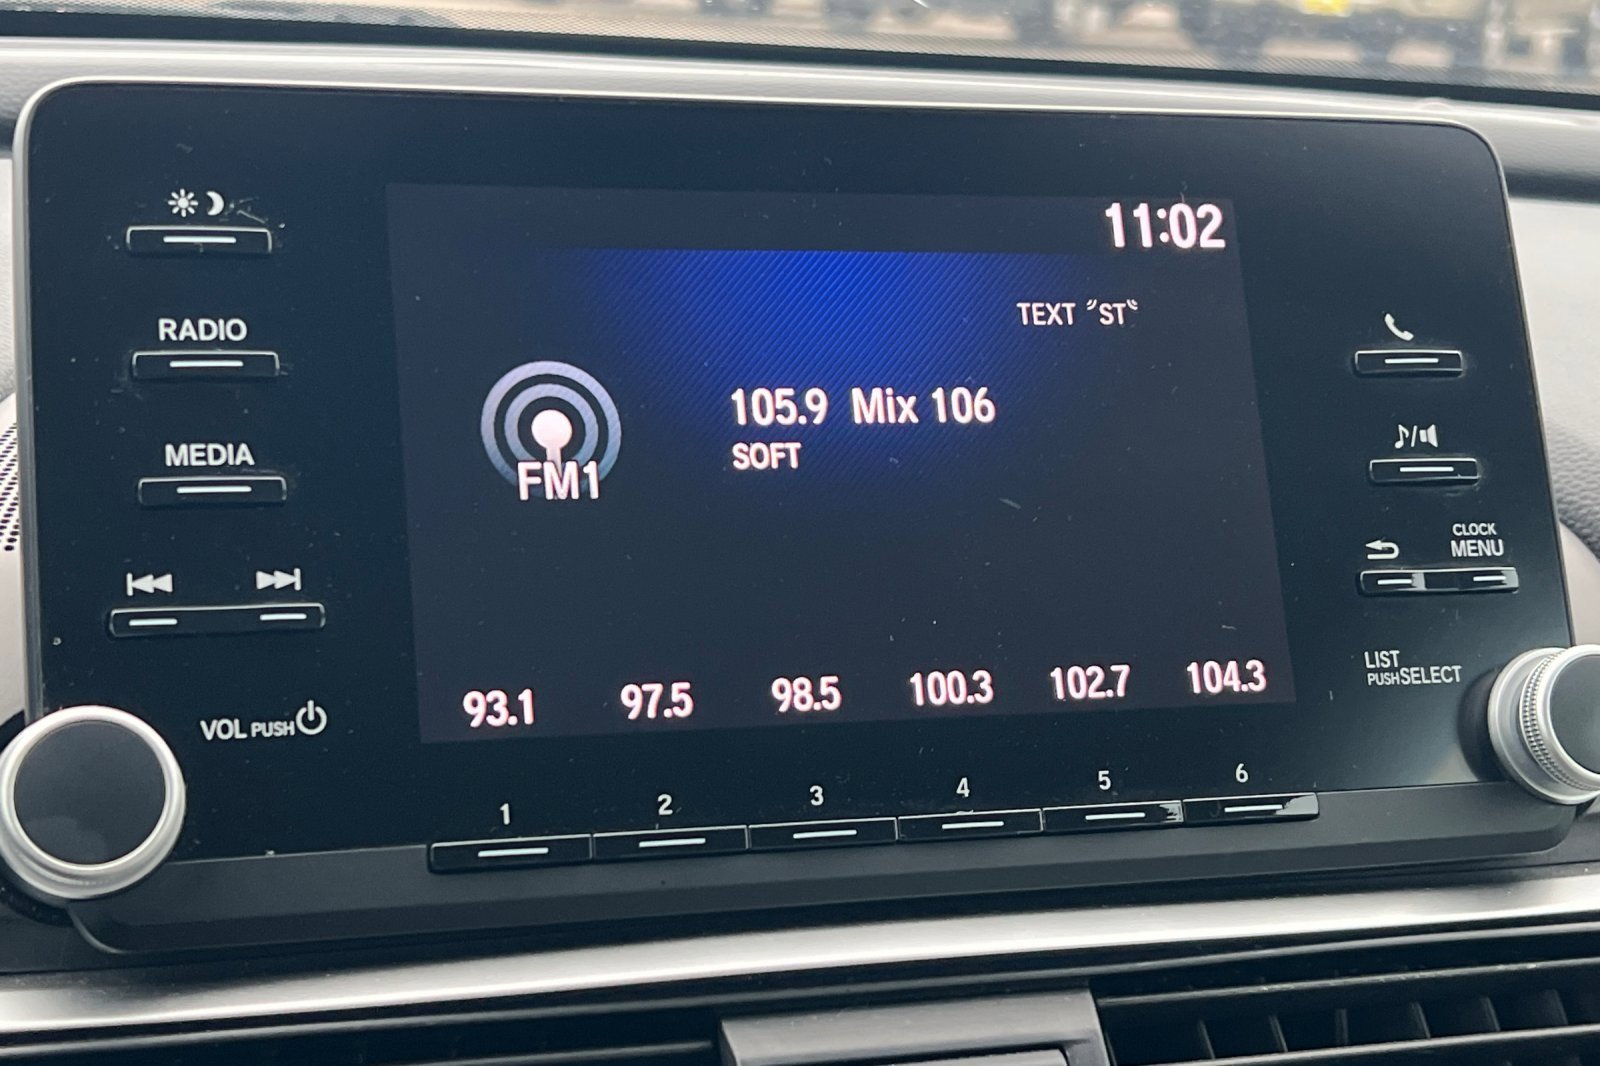 11:02
RADIO
TEXT "ST"
105.9 Mix 106
SOFT
MEDIA
FM1
CLOCK
MENU
LIST
PUSH SELECT
VOL PUSH
93.1 97.5 98.5 100.3 102.7 104.3
1 2 3 4 5 6